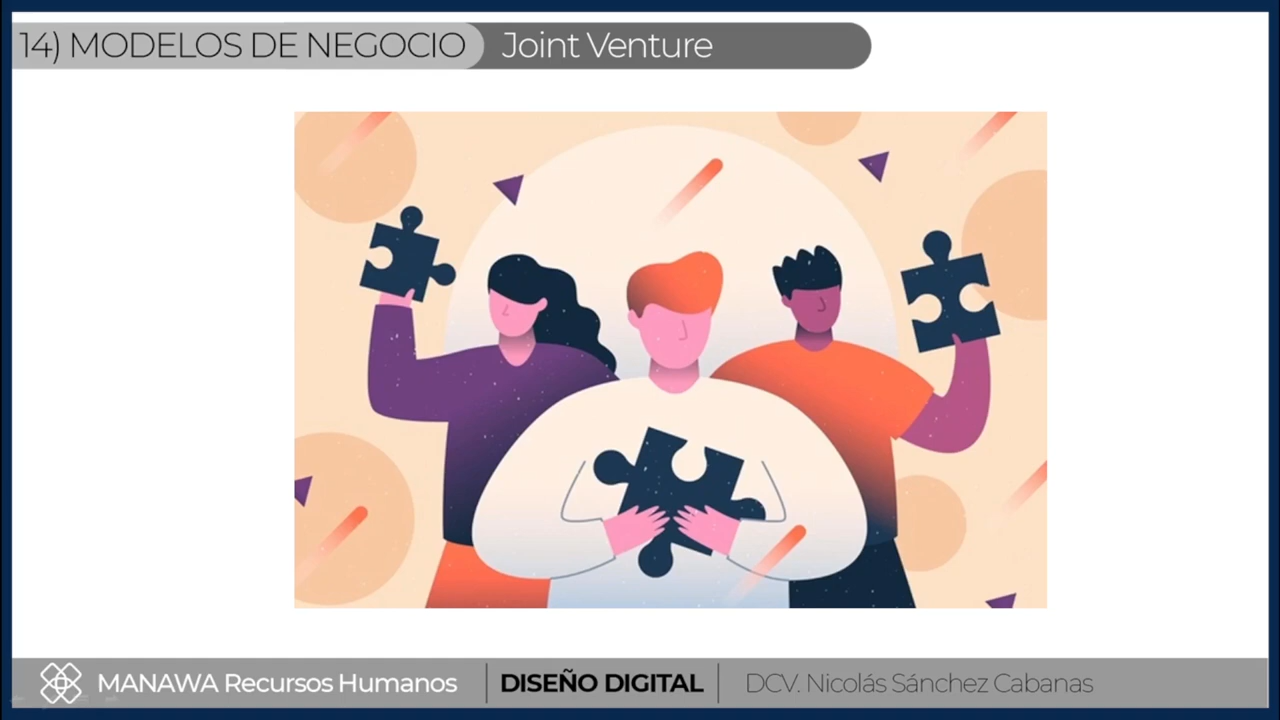 14) MODELOS DE NEGOCIO Joint Venture
MANAWA Recursos Humanos DISEÑO DIGITAL DCV. Nicolás Sánchez Cabanas